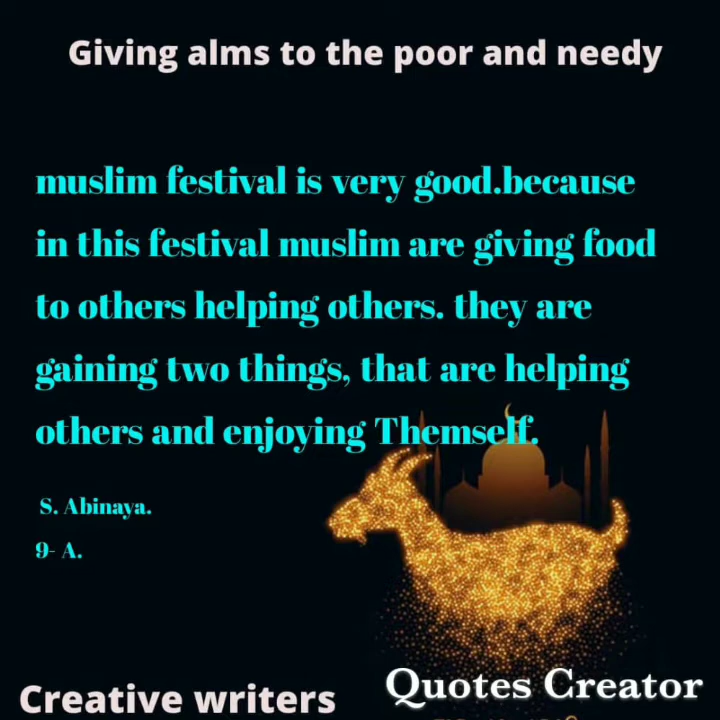 Giving alms to the poor and needy
muslim festival is very good.because
in this festival muslim are giving food
to others helping others. they are
gaining two things, that are helping
others and enjoying Themself.
S. Abinaya.
9- A.
Creative writers
Quotes Creator